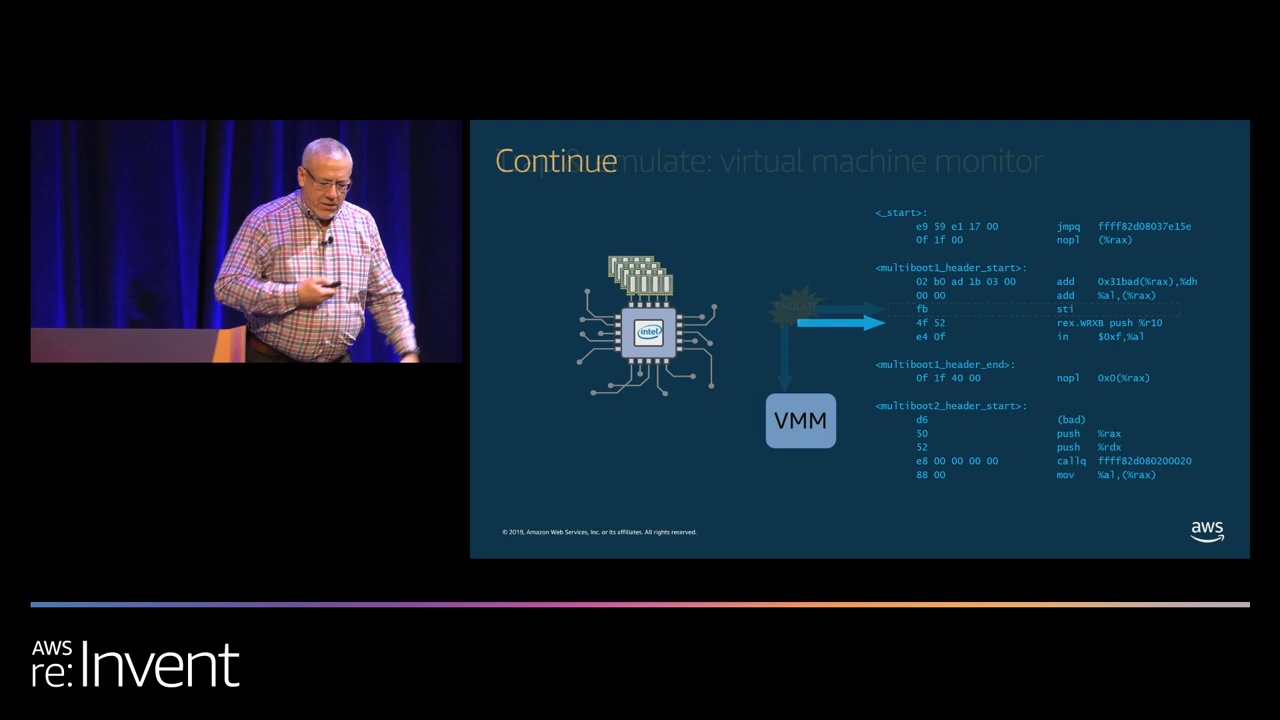 Continue
Trap & emulate: virtual machine monitor
<_start>:
e9 59 e1 17 00 jmpq ffff82d08037e15e
0f 1f 00 nopl (%rax)
<multiboot1_header_start>:
02 b0 ad 1b 03 00 add 0x31bad(%rax),%dh
00 00 add %al,(%rax)
fb sti
4f 52 rex.WRXB push %r10
e4 0f in $0xf,%al
<multiboot1_header_end>:
0f 1f 40 00 nopl 0x0(%rax)
<multiboot2_header_start>:
d6 (bad)
50 push %rax
52 push %rdx
e8 00 00 00 00 callq ffff82d080200020
88 00 mov %al,(%rax)
intel
VMM
© 2019, Amazon Web Services, Inc. or its affiliates. All rights reserved.
aws
AWS
re:Invent